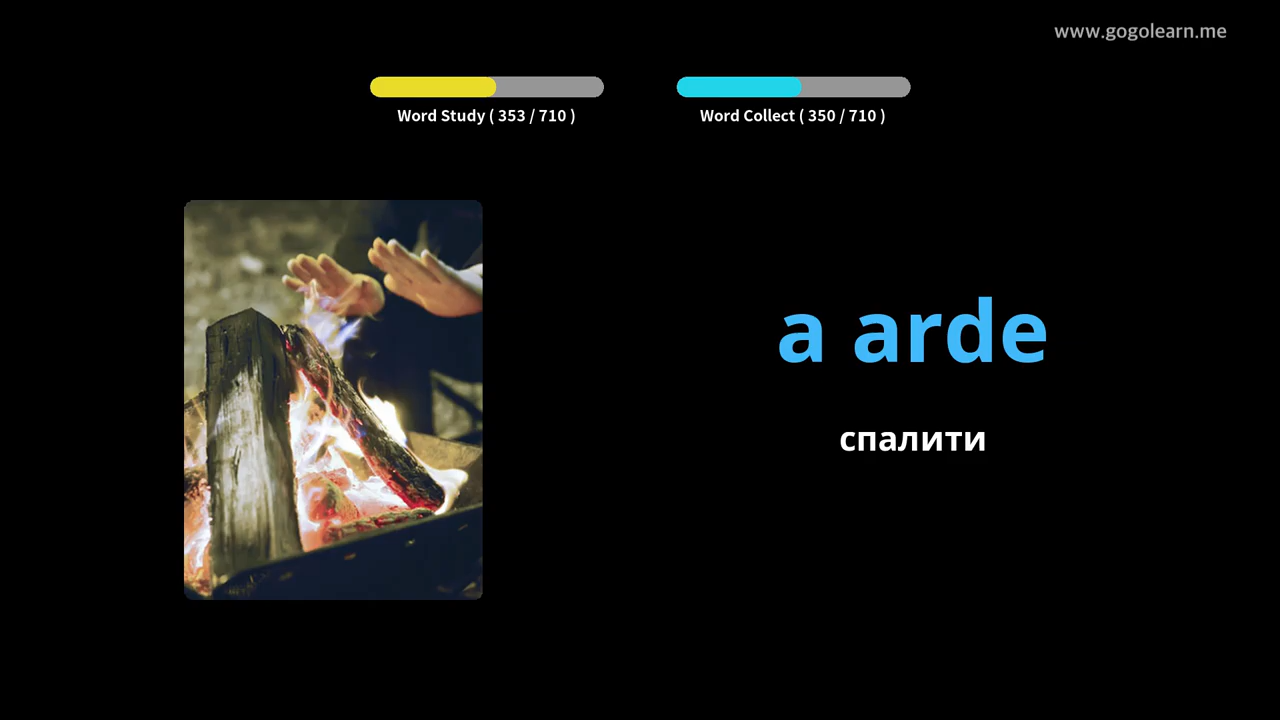 www.gogolearn.me
Word Study ( 353 / 710 )
Word Collect ( 350 / 710 )
a arde
спалити